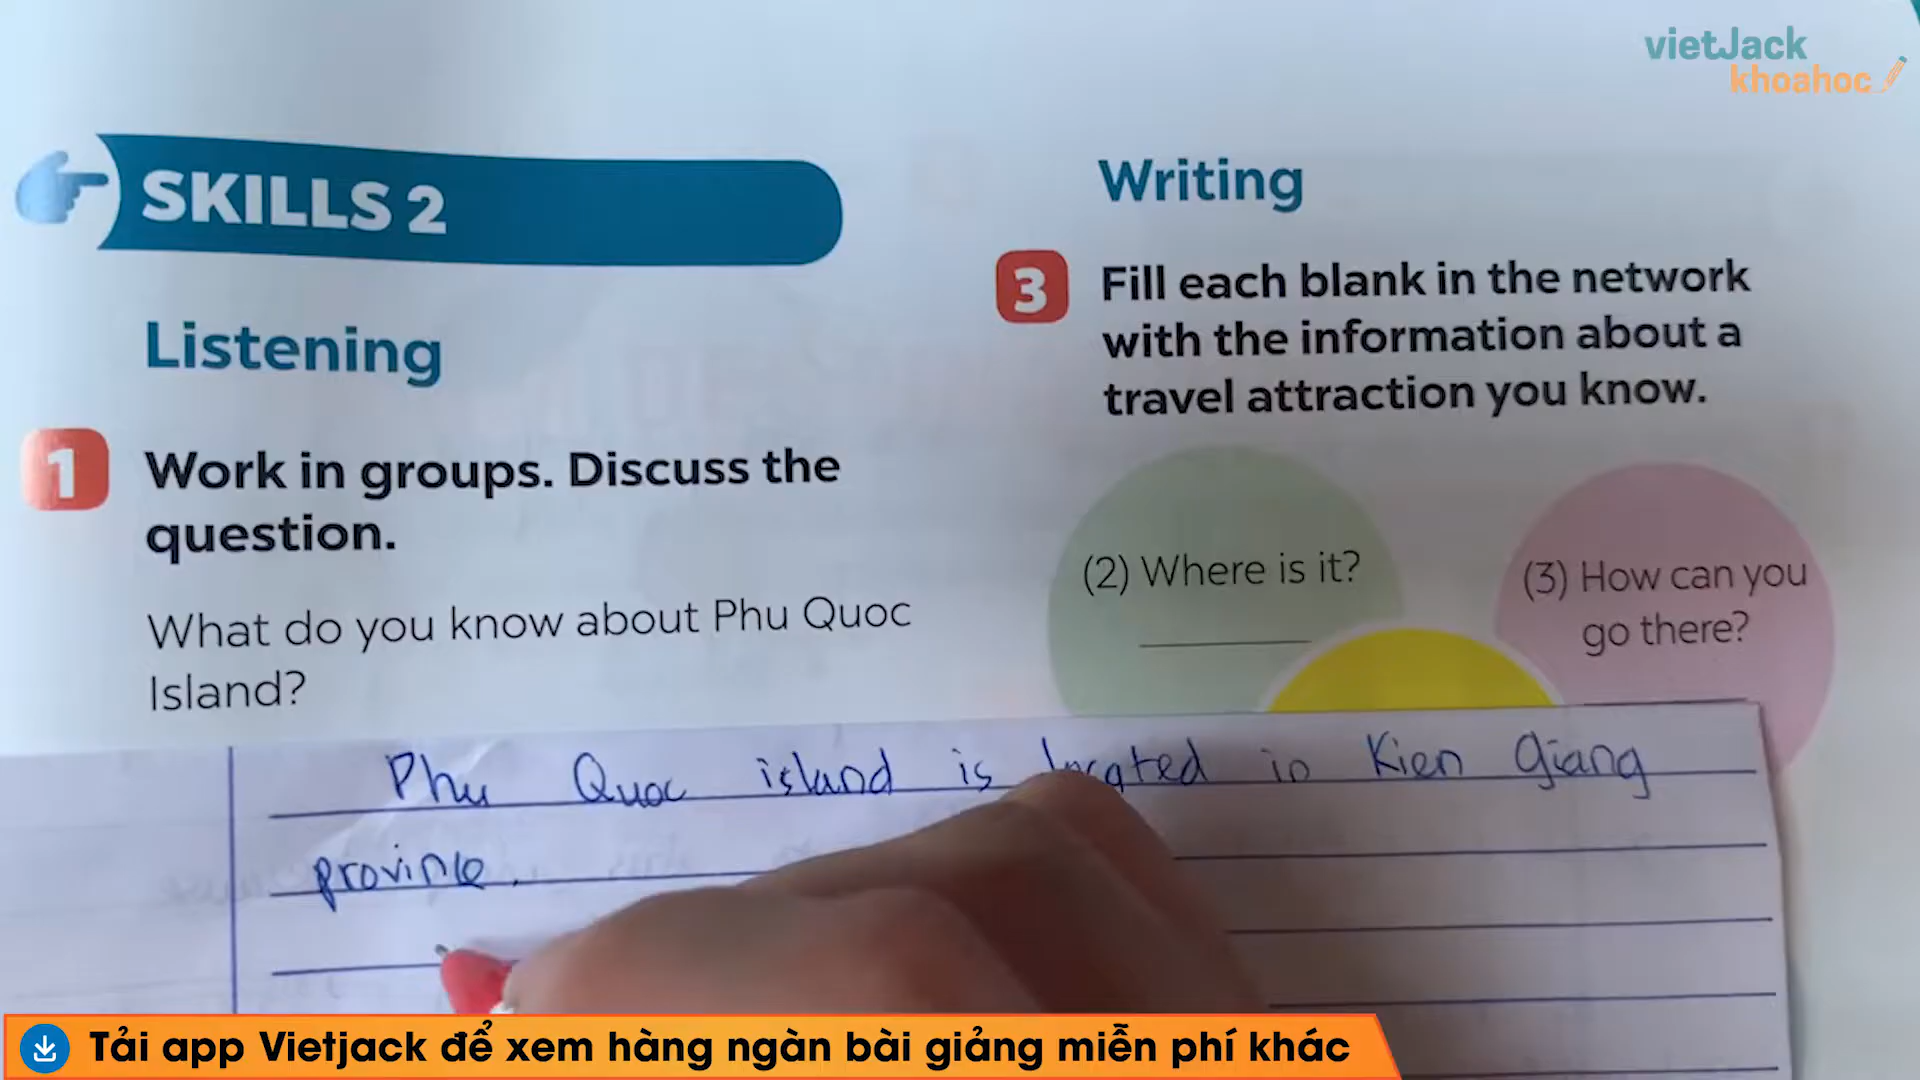 vietJack
khoahoc
SKILLS 2
Listening
1 Work in groups. Discuss the
question.
What do you know about Phu Quoc
Island?
Writing
3 Fill each blank in the network
with the information about a
travel attraction you know.
(2) Where is it?
(3) How can you
go there?
Phu Quoc island is located in Kien Giang
province.
Tải app Vietjack để xem hàng ngàn bài giảng miễn phí khác